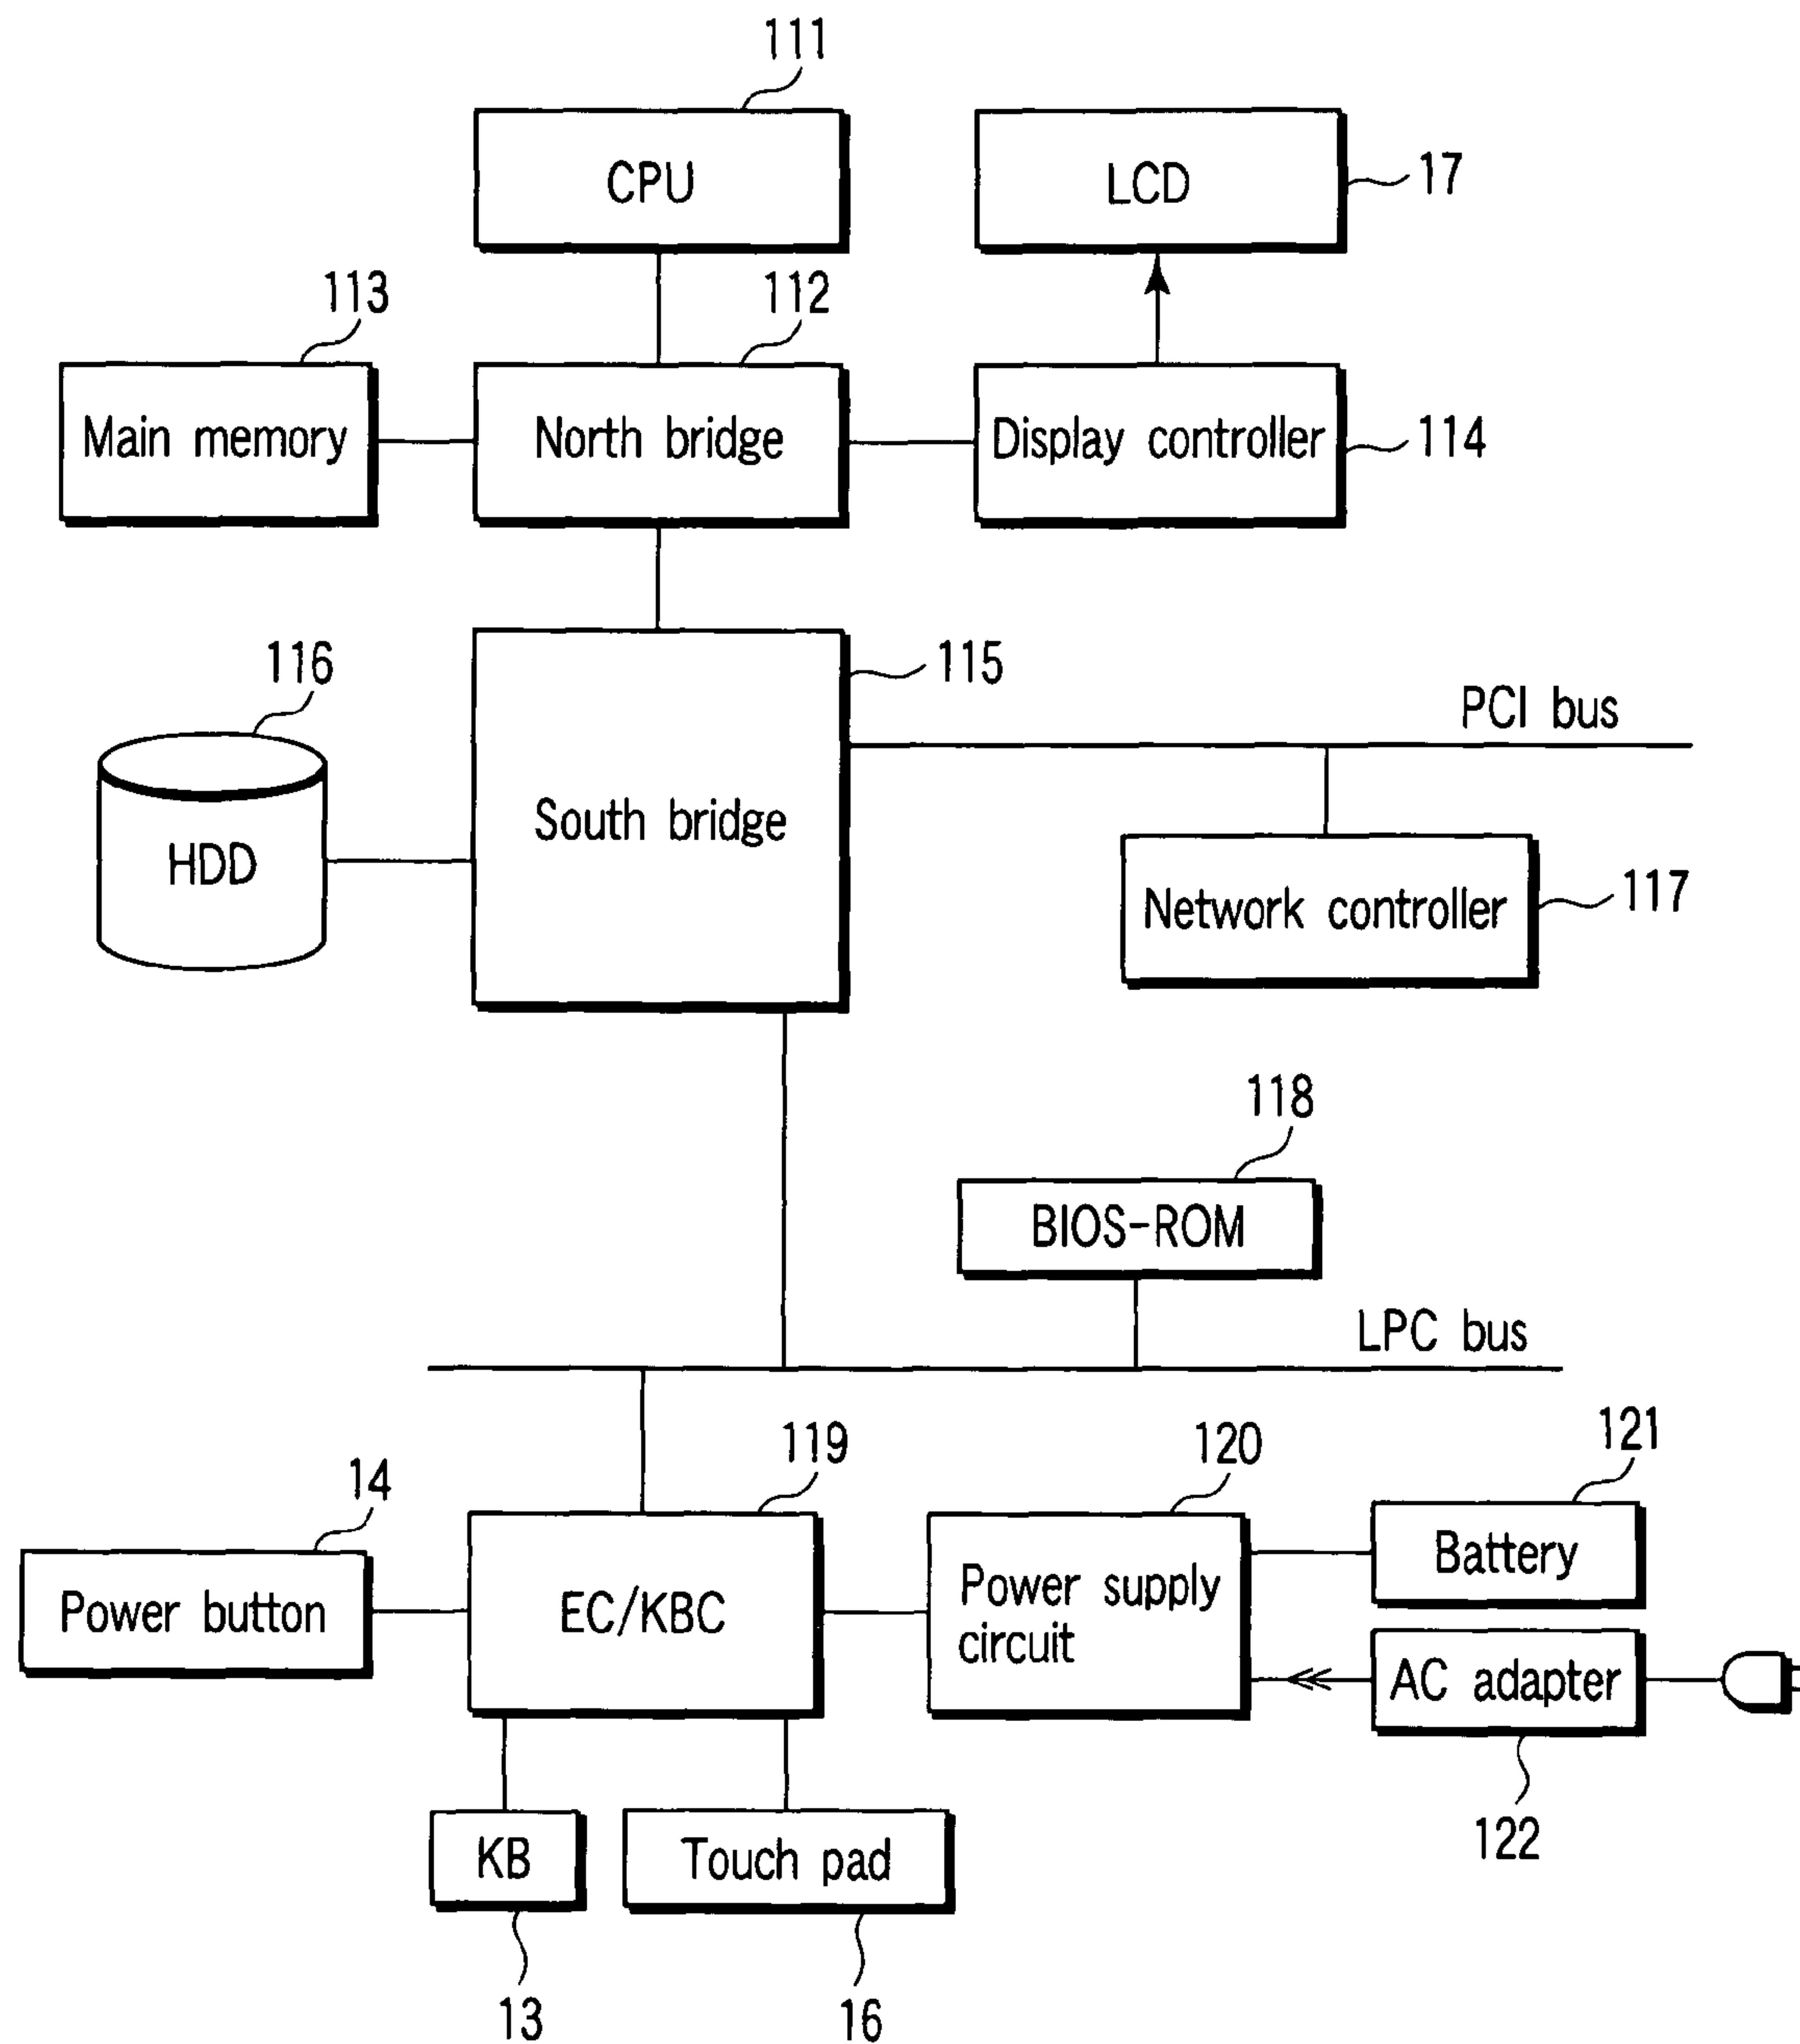 111
CPU
LCD
17
113
112
Main memory
North bridge
Display controller
114
116
115
PCI bus
HDD
South bridge
Network controller
117
118
BIOS-ROM
LPC bus
14
119
120
121
Power button
EC/KBC
Power supply
circuit
Battery
AC adapter
122
KB
Touch pad
13
16